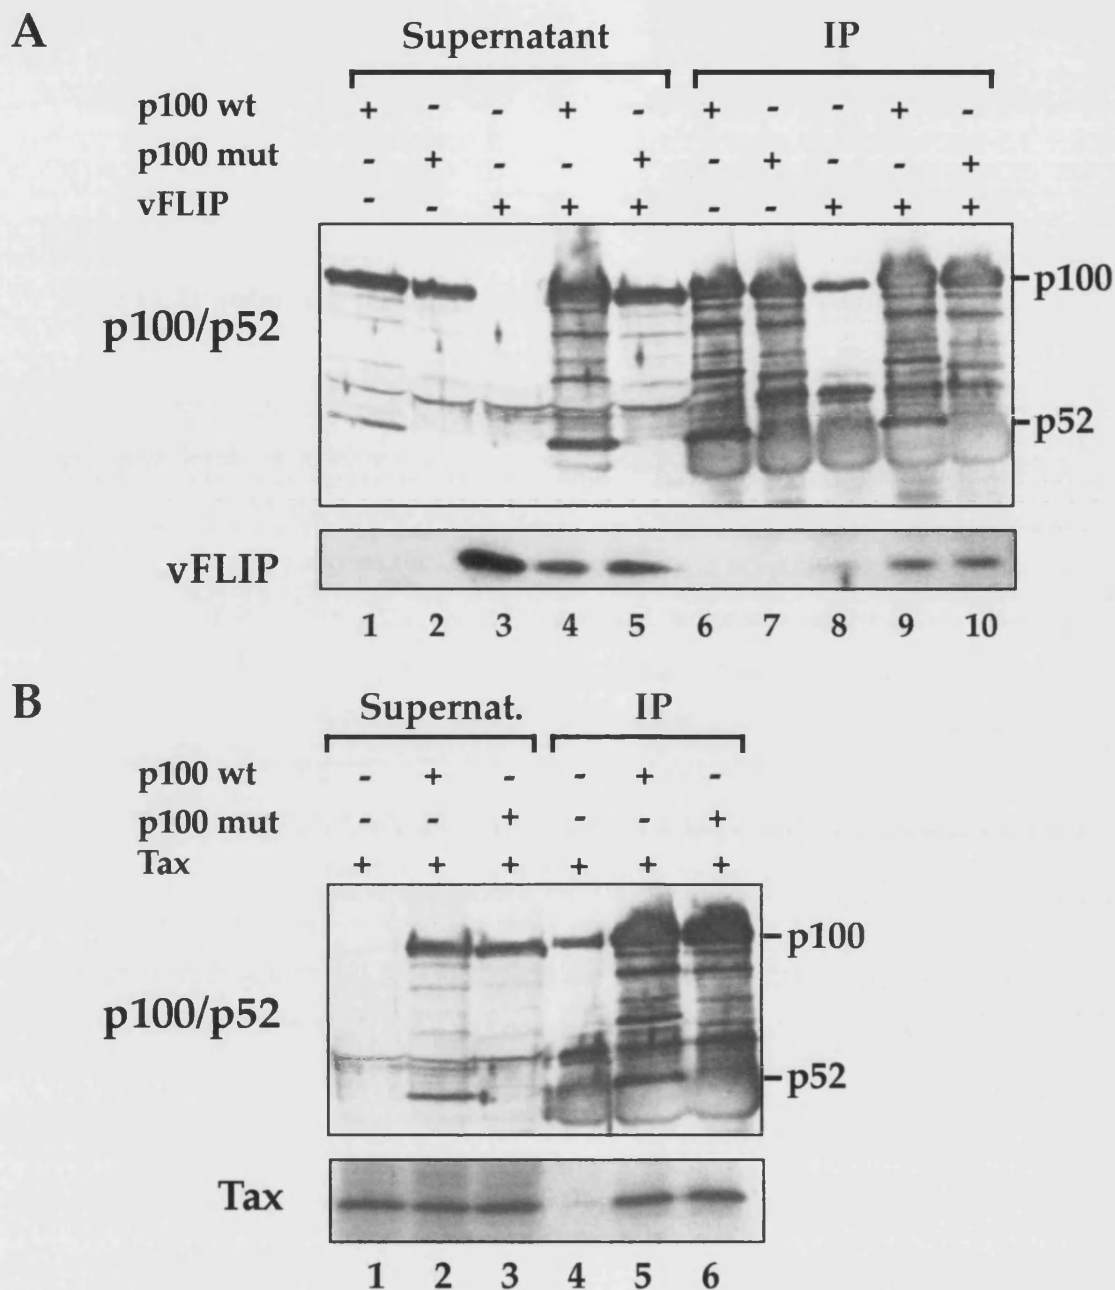 A
Supernatant IP
p100 wt + - - + - + - - + -
p100 mut - + - - + - + - - +
vFLIP - - + + + - - + + +
p100/p52
p100
p52
vFLIP
1 2 3 4 5 6 7 8 9 10
B
Supernat. IP
p100 wt - + - - + -
p100 mut - - + - - +
Tax + + + + + +
p100/p52
p100
p52
Tax
1 2 3 4 5 6